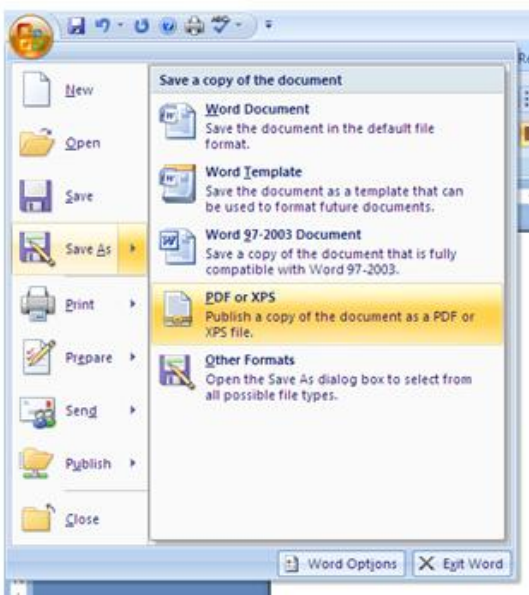 New
Open
Save
Save As
Print
Prepare
Send
Publish
Close
Save a copy of the document
Word Document
Save the document in the default file
format.
Word Template
Save the document as a template that can
be used to format future documents.
Word 97-2003 Document
Save a copy of the document that is fully
compatible with Word 97-2003.
PDF or XPS
Publish a copy of the document as a PDF or
XPS file.
Other Formats
Open the Save As dialog box to select from
all possible file types.
Word Options
Exit Word